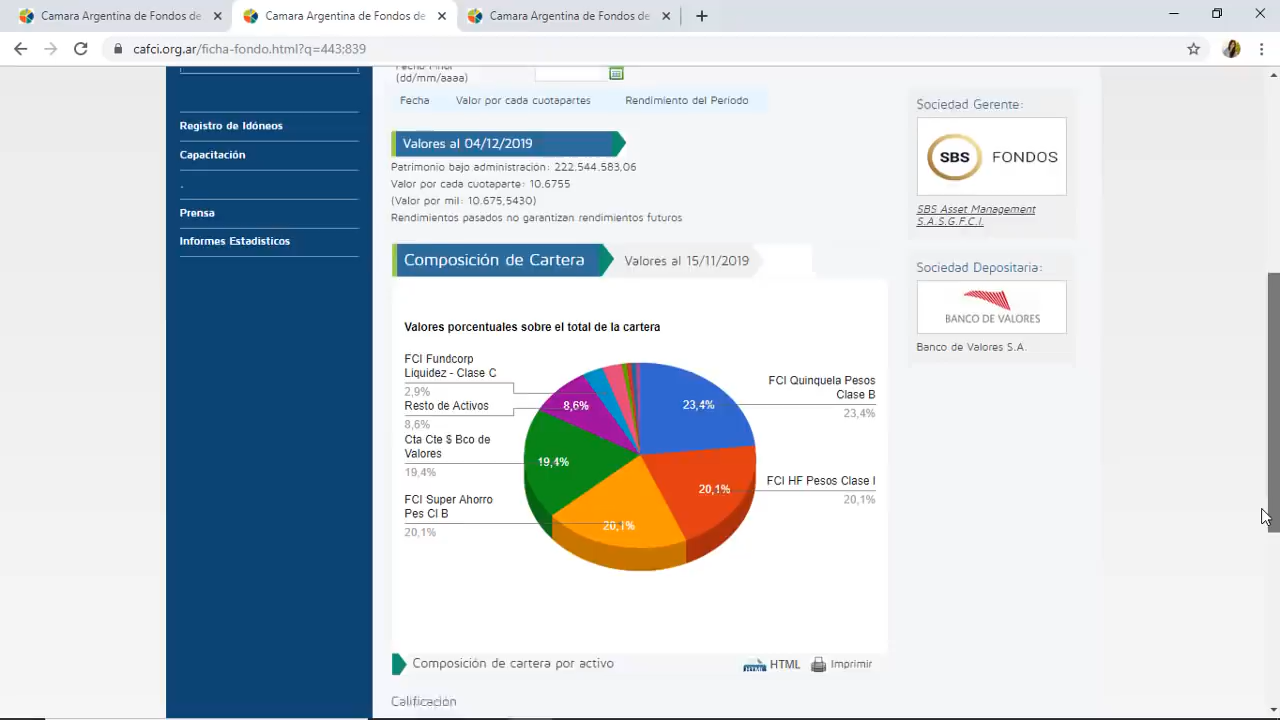 Camara Argentina de Fondos de
Camara Argentina de Fondos de
Camara Argentina de Fondos de
cafci.org.ar/ficha-fondo.html?q=443;839
Registro de Idóneos
Capacitación
.
Prensa
Informes Estadísticos
(dd/mm/aaaa)
Fecha Valor por cada cuotapartes Rendimiento del Periodo
Valores al 04/12/2019
Patrimonio bajo administración: 222.544.583,06
Valor por cada cuotaparte: 10.6755
(Valor por mil: 10.675,5430)
Rendimientos pasados no garantizan rendimientos futuros
Composición de Cartera Valores al 15/11/2019
Valores porcentuales sobre el total de la cartera
FCI Fundcorp
Liquidez - Clase C
2,9%
Resto de Activos
8,6%
Cta Cte $ Bco de
Valores
19,4%
FCI Super Ahorro
Pes Cl B
20,1%
8,6%
23,4%
19,4%
20,1%
20,1%
FCI Quinquela Pesos
Clase B
23,4%
FCI HF Pesos Clase I
20,1%
Composición de cartera por activo
HTML HTML Imprimir
Calificación
Sociedad Gerente:
SBS FONDOS
SBS Asset Management
S.A.S.G.F.C.I.
Sociedad Depositaria:
BANCO DE VALORES
Banco de Valores S.A.